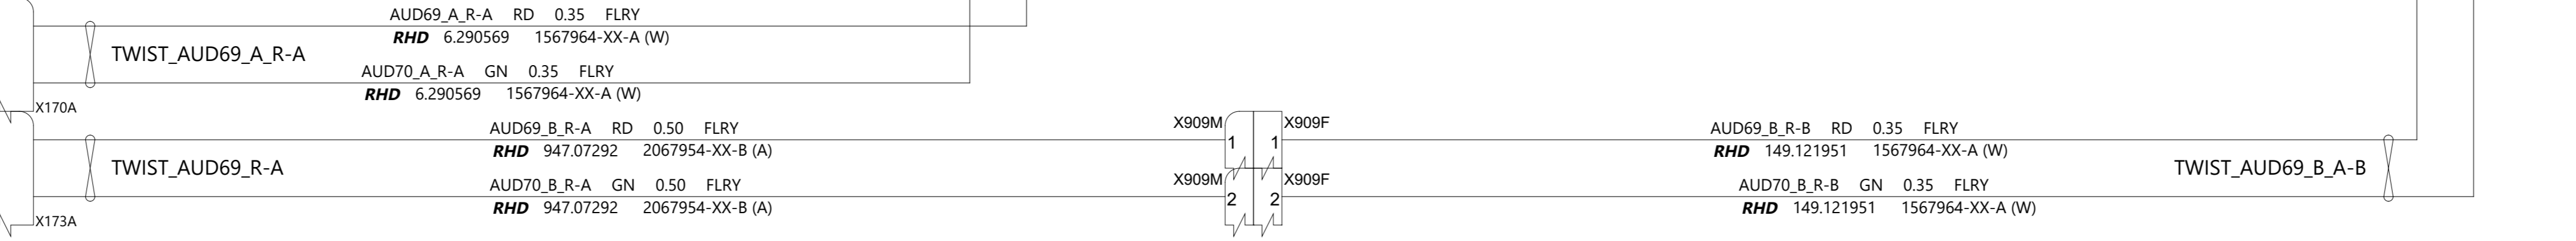 AUD69_A_R-A RD 0.35 FLRY
RHD 6.290569 1567964-XX-A (W)
TWIST_AUD69_A_R-A
AUD70_A_R-A GN 0.35 FLRY
RHD 6.290569 1567964-XX-A (W)
X170A
AUD69_B_R-A RD 0.50 FLRY
RHD 947.07292 2067954-XX-B (A)
TWIST_AUD69_R-A
AUD70_B_R-A GN 0.50 FLRY
RHD 947.07292 2067954-XX-B (A)
X173A
X909M 1 1 X909F
X909M 2 2 X909F
AUD69_B_R-B RD 0.35 FLRY
RHD 149.121951 1567964-XX-A (W)
TWIST_AUD69_B_A-B
AUD70_B_R-B GN 0.35 FLRY
RHD 149.121951 1567964-XX-A (W)